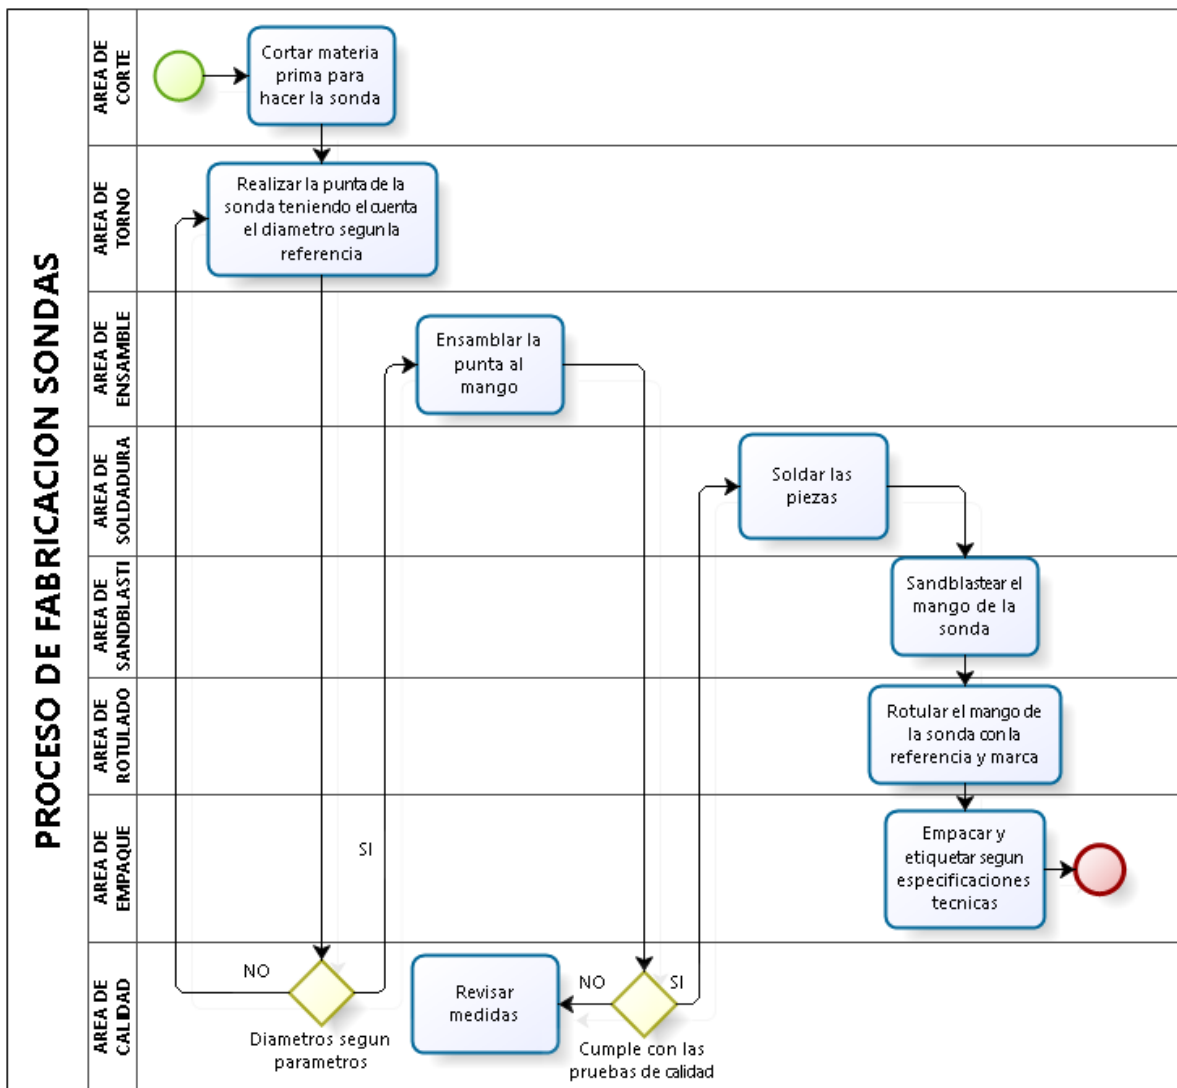 PROCESO DE FABRICACION SONDAS
AREA DE
CORTE
Cortar materia
prima para
hacer la sonda
AREA DE
TORNO
Realizar la punta de la
sonda teniendo el cuenta
el diametro segun la
referencia
AREA DE
ENSAMBLE
Ensamblar la
punta al
mango
AREA DE
SOLDADURA
Soldar las
piezas
AREA DE
SANDBLASTI
Sandblastear el
mango de la
sonda
AREA DE
ROTULADO
Rotular el mango de
la sonda con la
referencia y marca
AREA DE
EMPAQUE
SI
Empacar y
etiquetar segun
especificaciones
tecnicas
AREA DE
CALIDAD
NO
Diametros segun
parametros
Revisar
medidas
NO
SI
Cumple con las
pruebas de calidad